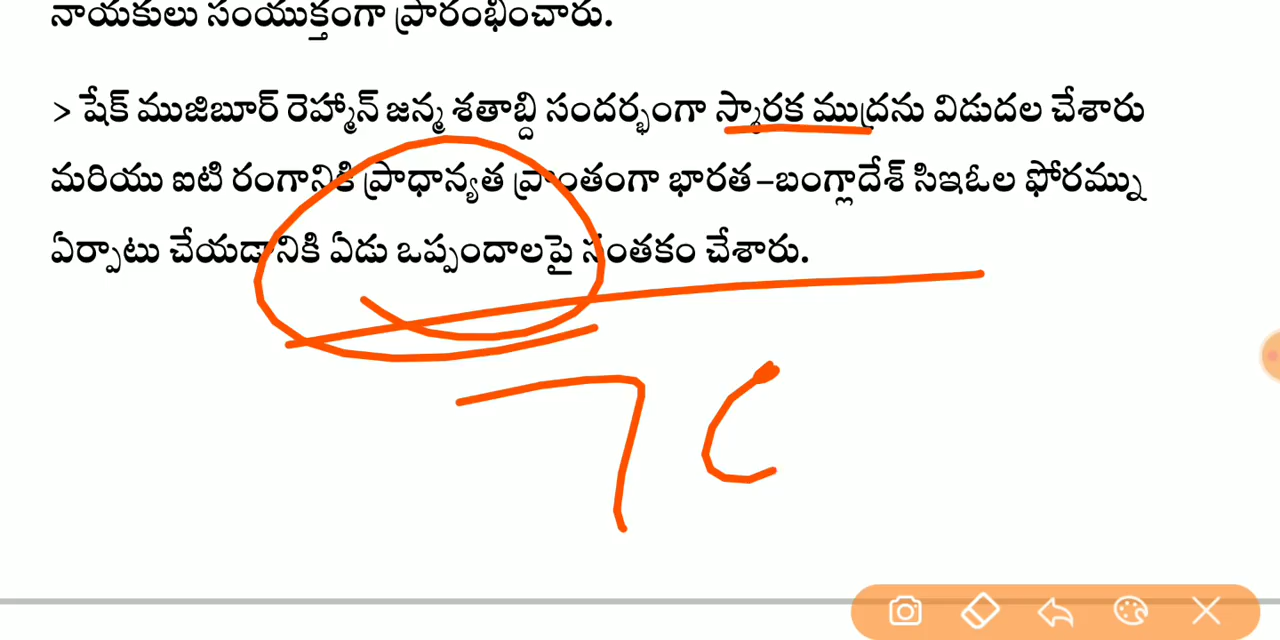 నాయకులు సంయుక్తంగా ప్రారంభించారు.
> షేక్ ముజిబూర్ రెహ్మాన్ జన్మ శతాబ్ది సందర్భంగా స్మారక ముద్రను విడుదల చేశారు
మరియు ఐటి రంగానికి ప్రాధాన్యత ప్రాంతంగా భారత-బంగ్లాదేశ్ సిఇఓల ఫోరమ్ను
ఏర్పాటు చేయడానికి ఏడు ఒప్పందాలపై సంతకం చేశారు.
7 C